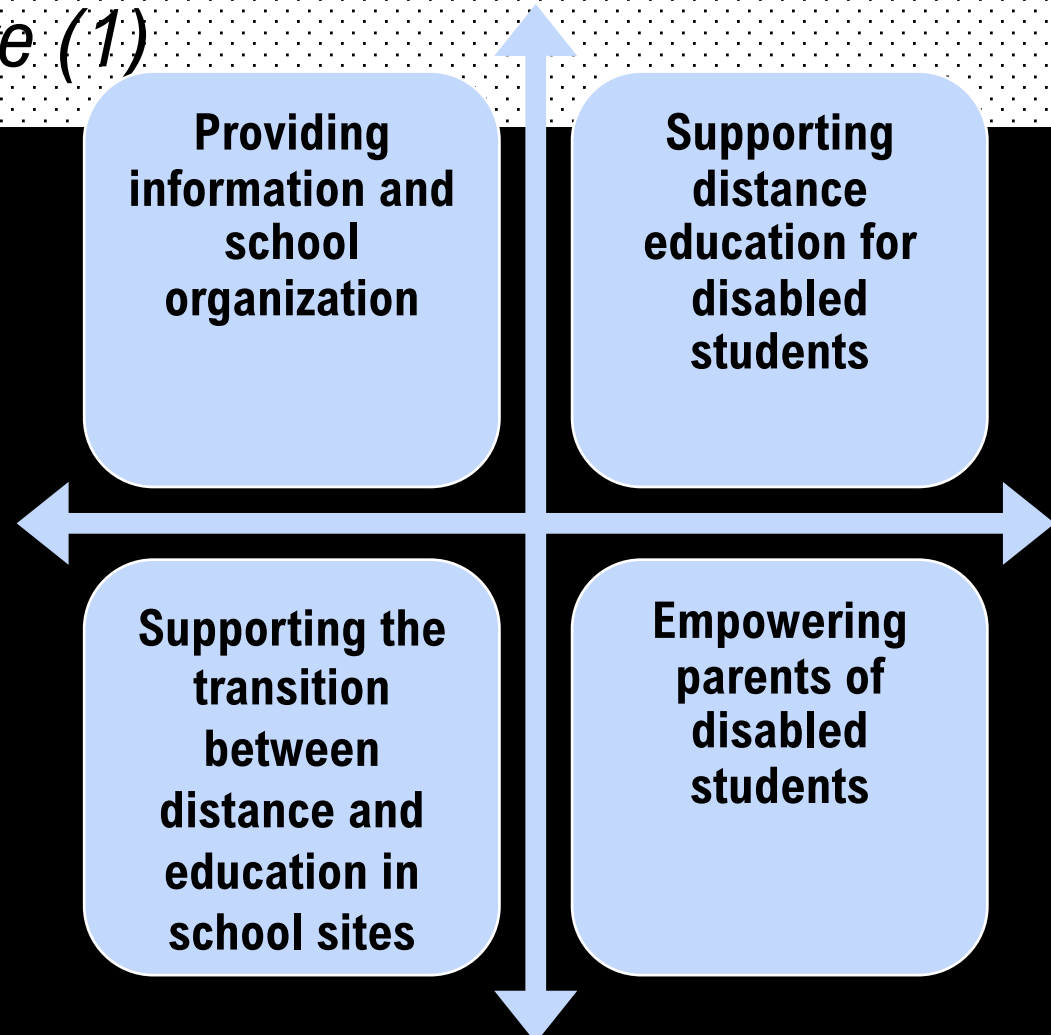 e (1)
Providing
information and
school
organization
Supporting
distance
education for
disabled
students
Supporting the
transition
between
distance and
education in
school sites
Empowering
parents of
disabled
students